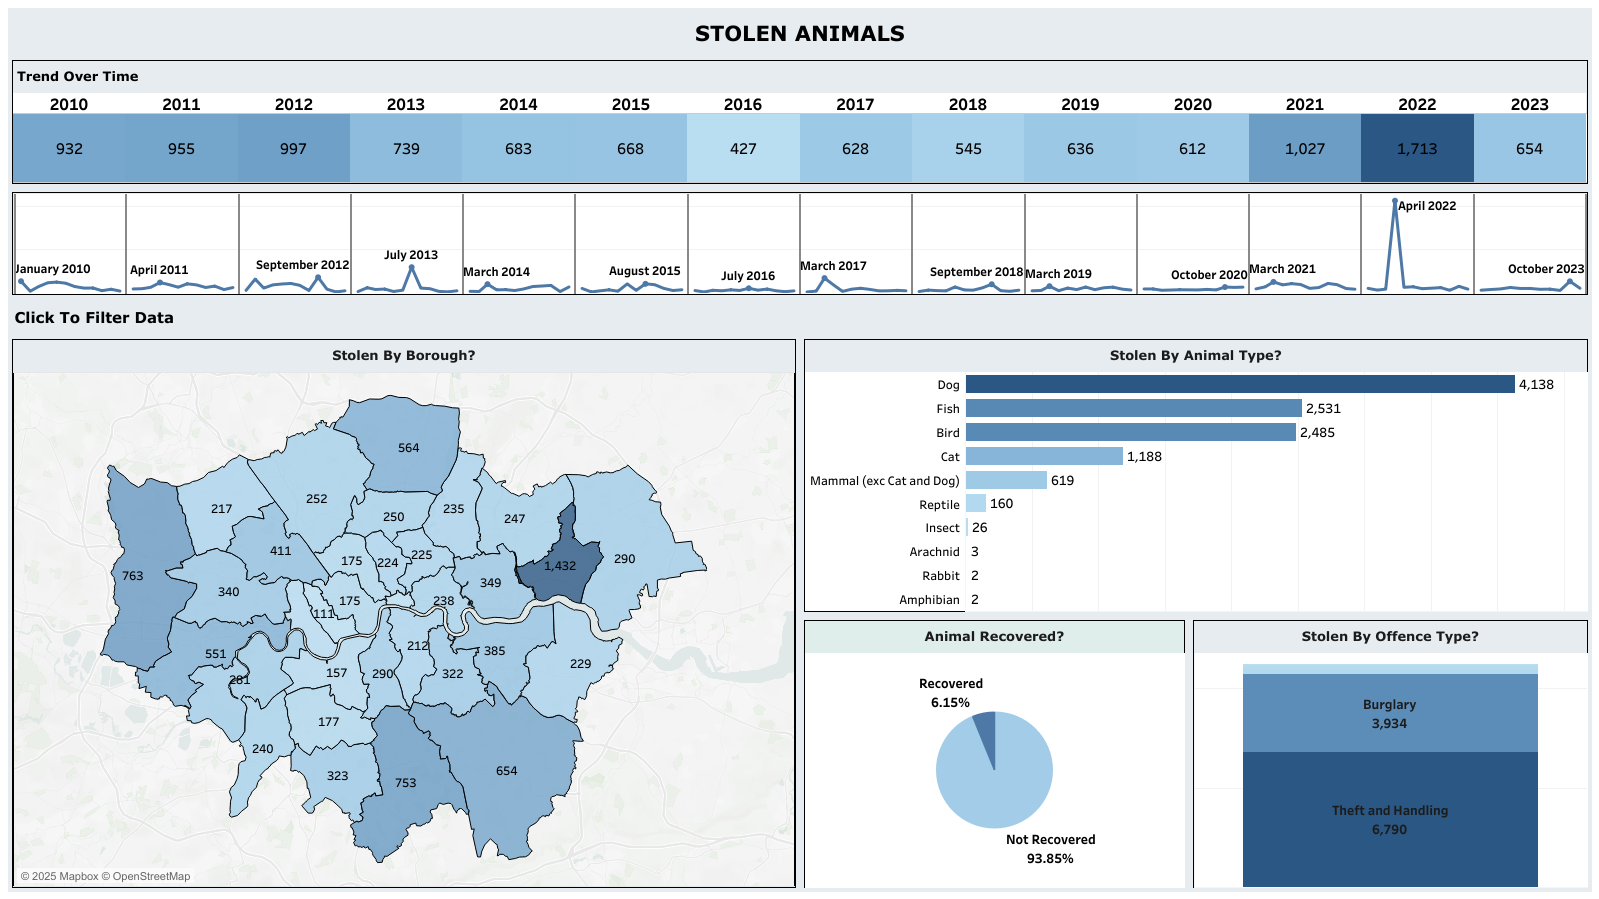 STOLEN ANIMALS
Trend Over Time
2010 2011 2012 2013 2014 2015 2016 2017 2018 2019 2020 2021 2022 2023
932 955 997 739 683 668 427 628 545 636 612 1,027 1,713 654
January 2010 April 2011 September 2012 July 2013 March 2014 August 2015 July 2016 March 2017 September 2018 March 2019 October 2020 March 2021 April 2022 October 2023
Click To Filter Data
Stolen By Borough?
564
217 252 250 235 247
411 175 224 225 1,432 290
763 340 111 175 238 349
551 281 157 290 212 322 385 229
240 177
323 753 654
© 2025 Mapbox © OpenStreetMap
Stolen By Animal Type?
Dog 4,138
Fish 2,531
Bird 2,485
Cat 1,188
Mammal (exc Cat and Dog) 619
Reptile 160
Insect 26
Arachnid 3
Rabbit 2
Amphibian 2
Animal Recovered?
Recovered
6.15%
Not Recovered
93.85%
Stolen By Offence Type?
Burglary
3,934
Theft and Handling
6,790